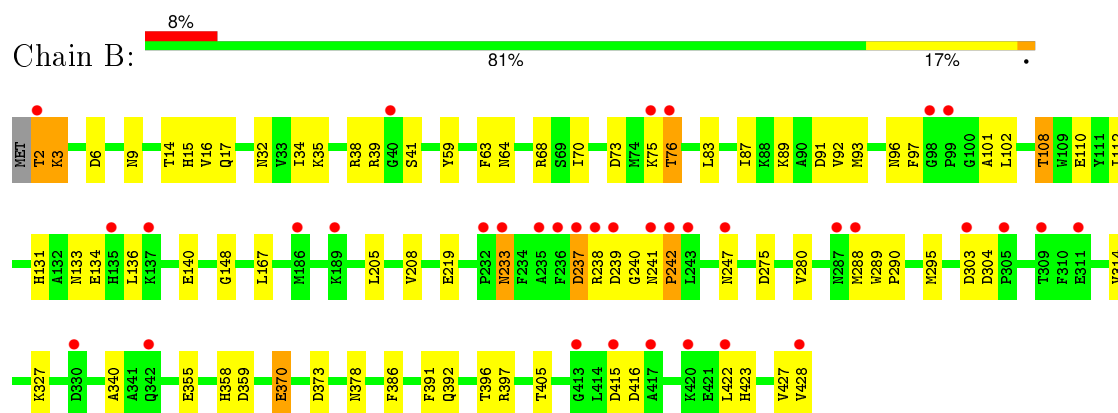 8%
Chain B:
81% 17% •
MET T2 K3 D6 N9 T14 H15 V16 Q17 N32 V33 I34 K35 R38 R39 G40 S41 Y59 F63 N64 R68 S69 T70 D73 M74 K75 T76 L83 I87 K88 K89 A90 D91 V92 M93 N96 F97 G98 P99 G100 A101 L102 T108 W109 E110 Y111 I112
H131 A132 N133 E134 H135 L136 K137 E140 G148 L167 M186 K189 L205 V208 E219 P232 N233 F234 A235 F236 D237 R238 D239 G240 N241 P242 L243 N247 D275 V280 N287 M288 W289 P290 M295 D303 D304 P305 T309 F310 E311 V314
K327 D330 A340 A341 Q342 E355 H358 D359 E370 D373 N378 F386 F391 Q392 T396 R397 T405 G413 L414 D415 D416 A417 K420 E421 L422 H423 V427 V428